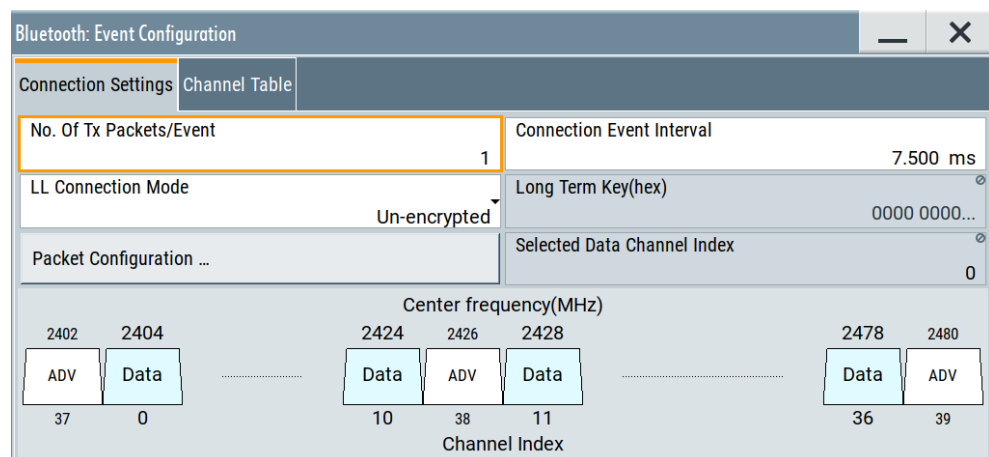 Bluetooth: Event Configuration
Connection Settings Channel Table
No. Of Tx Packets/Event
1
Connection Event Interval
7.500 ms
LL Connection Mode
Un-encrypted
Long Term Key(hex)
0000 0000...
Packet Configuration ...
Selected Data Channel Index
0
Center frequency(MHz)
2402 2404 2424 2426 2428 2478 2480
ADV Data Data ADV Data Data ADV
37 0 10 38 11 36 39
Channel Index